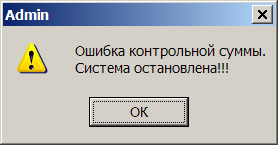 Admin
Ошибка контрольной суммы.
Система остановлена!!!
OK